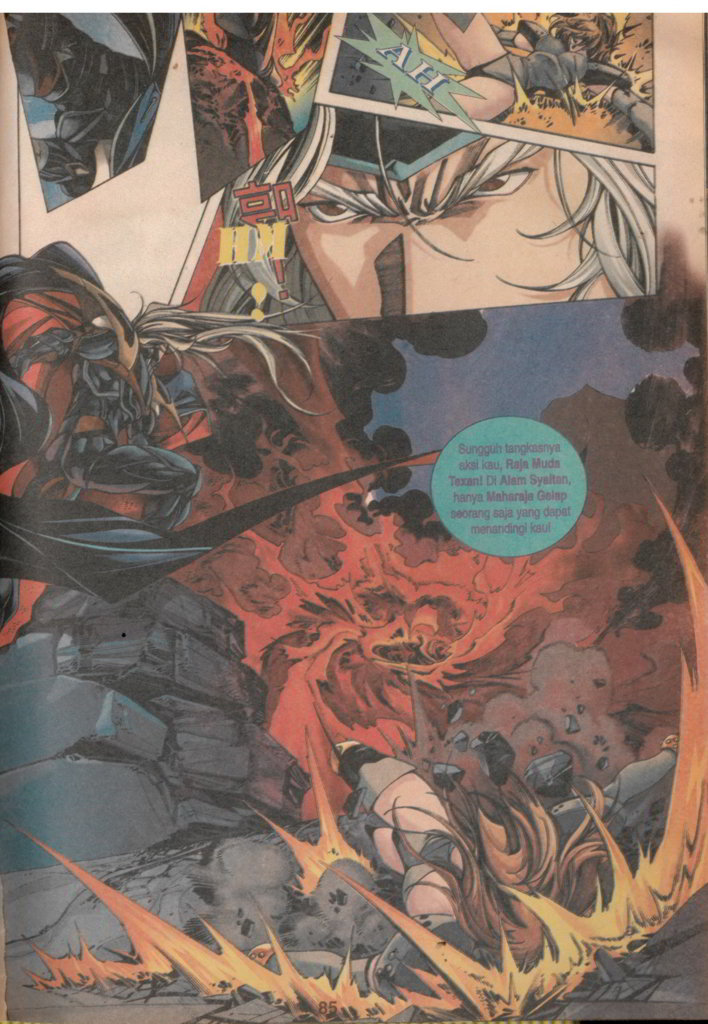 AH
HM
!
Sungguh tangkasnya
aksi kau, Raja Muda
Texan! Di Alam Syaitan,
hanya Maharaja Gelap
seorang saja yang dapat
menandingi kau!
85